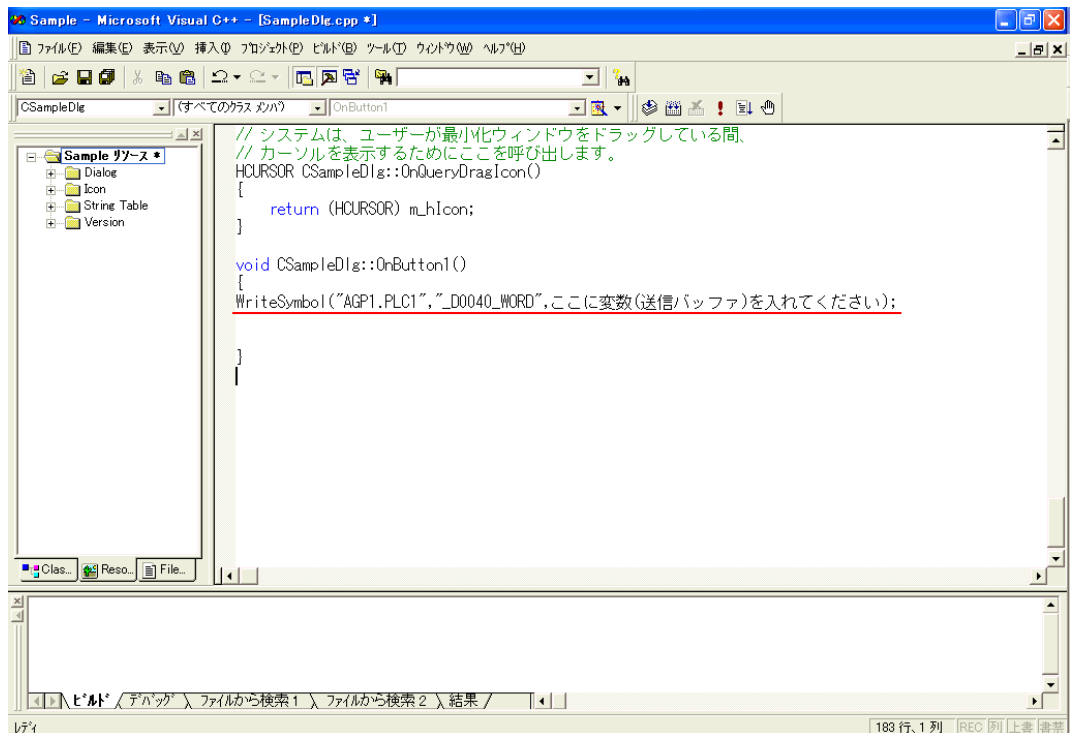 Sample - Microsoft Visual C++ - [SampleDlg.cpp *]
ﾌｧｲﾙ(F) 編集(E) 表示(V) 挿入(I) ﾌﾟﾛｼﾞｪｸﾄ(P) ﾋﾞﾙﾄﾞ(B) ﾂｰﾙ(T) ｳｨﾝﾄﾞｳ(W) ﾍﾙﾌﾟ(H)
CSampleDlg (すべてのｸﾗｽ ﾒﾝﾊﾞ) OnButton1
Sample ﾘｿｰｽ *
Dialog
Icon
String Table
Version
Clas... Reso... File...
// システムは、ユーザーが最小化ウィンドウをドラッグしている間、
// カーソルを表示するためにここを呼び出します。
HCURSOR CSampleDlg::OnQueryDragIcon()
{
return (HCURSOR) m_hIcon;
}
void CSampleDlg::OnButton1()
{
WriteSymbol("AGP1.PLC1","_D0040_WORD",ここに変数(送信バッファ)を入れてください);
}
ﾋﾞﾙﾄﾞ ﾃﾞﾊﾞｯｸﾞ ﾌｧｲﾙから検索1 ﾌｧｲﾙから検索2 結果
ﾚﾃﾞｨ 183 行、1 列 REC 列 上書 書禁